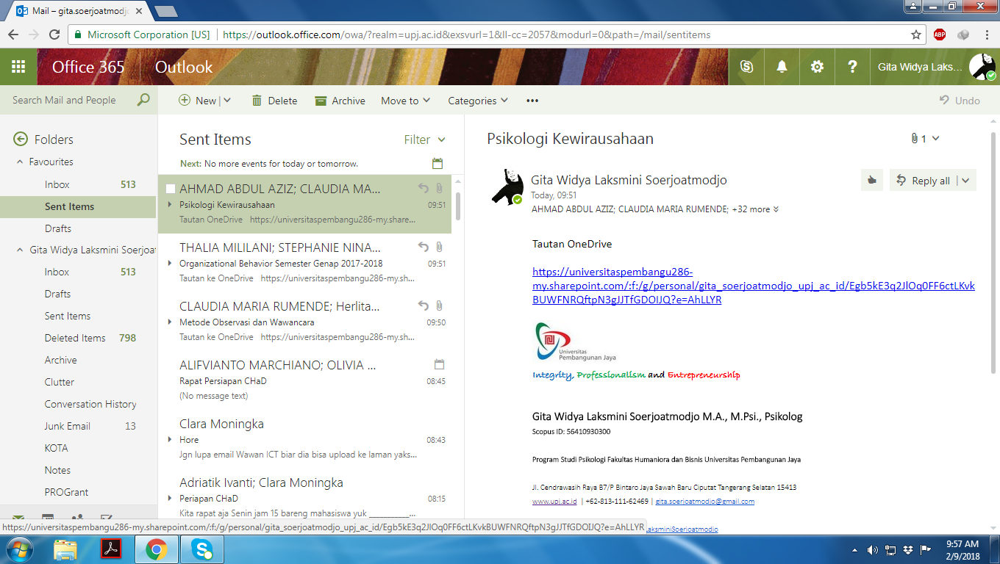 Mail – gita.soerjoatmodjo
Microsoft Corporation [US]
https://outlook.office.com/owa/?realm=upj.ac.id&exsvurl=1&ll-cc=2057&modurl=0&path=/mail/sentitems
ABP
Office 365
Outlook
Gita Widya Laks...
Search Mail and People
New
Delete
Archive
Move to
Categories
Undo
Folders
Favourites
Inbox 513
Sent Items
Drafts
Gita Widya Laksmini Soerjoat
Inbox 513
Drafts
Sent Items
Deleted Items 798
Archive
Clutter
Conversation History
Junk Email 13
KOTA
Notes
PROGrant
Sent Items
Filter
Next: No more events for today or tomorrow.
AHMAD ABDUL AZIZ; CLAUDIA MA...
Psikologi Kewirausahaan 09:51
Tautan OneDrive https://universitaspembangu286-my.share...
THALIA MILILANI; STEPHANIE NINA...
Organizational Behavior Semester Genap 2017-2018 09:51
Tautan ke OneDrive https://universitaspembangu286-my.sh...
CLAUDIA MARIA RUMENDE; Herlita...
Metode Observasi dan Wawancara 09:50
Tautan ke OneDrive https://universitaspembangu286-my.sh...
ALIFVIANTO MARCHIANO; OLIVIA ...
Rapat Persiapan CHaD 08:45
(No message text)
Clara Moningka
Hore 08:43
Jgn lupa email Wawan ICT biar dia bisa upload ke laman yaks...
Adriatik Ivanti; Clara Moningka
Periapan CHaD 08:15
Kita rapat aja Senin jam 15 bareng mahasiswa yuk ___________...
Psikologi Kewirausahaan
1
Gita Widya Laksmini Soerjoatmodjo
Today, 09:51
AHMAD ABDUL AZIZ; CLAUDIA MARIA RUMENDE; +32 more
Reply all
Tautan OneDrive
https://universitaspembangu286-
my.sharepoint.com/:f:/g/personal/gita_soerjoatmodjo_upj_ac_id/Egb5kE3q2JlOq0FF6ctLKvk
BUWFNRQftpN3gJJTfGDOIJQ?e=AhLLYR
Universitas
Pembangunan Jaya
Integrity, Professionalism and Entrepreneurship
Gita Widya Laksmini Soerjoatmodjo M.A., M.Psi., Psikolog
Scopus ID: 56410930300
Program Studi Psikologi Fakultas Humaniora dan Bisnis Universitas Pembangunan Jaya
Jl. Cendrawasih Raya B7/P Bintaro Jaya Sawah Baru Ciputat Tangerang Selatan 15413
www.upj.ac.id | +62-813-111-62469 | gita.soerjoatmodjo@gmail.com
LaksminiSoerjoatmodjo
https://universitaspembangu286-my.sharepoint.com/:f:/g/personal/gita_soerjoatmodjo_upj_ac_id/Egb5kE3q2JlOq0FF6ctLKvkBUWFNRQftpN3gJJTfGDOIJQ?e=AhLLYR
9:57 AM
2/9/2018